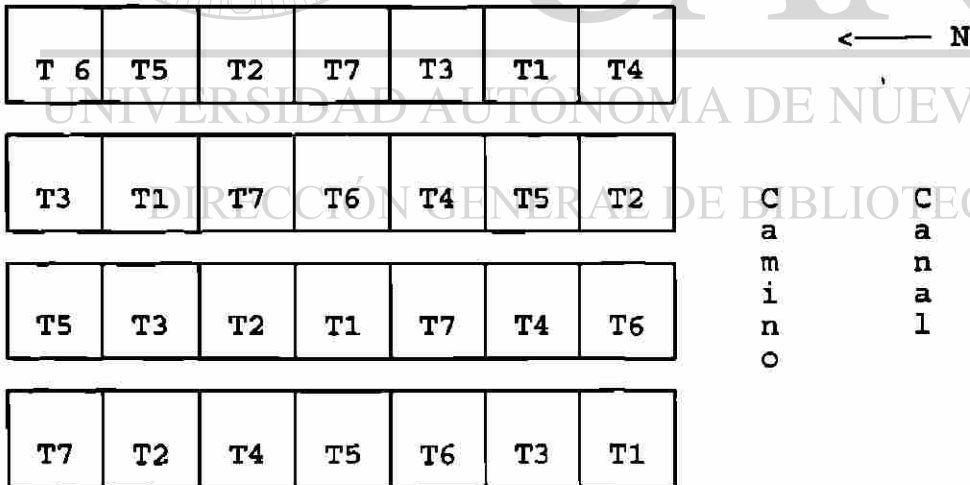 <—— N
T 6 T5 T2 T7 T3 T1 T4
UNIVERSIDAD AUTÓNOMA DE NUEV
T3 T1 T7 T6 T4 T5 T2
DIRECCIÓN GENERAL DE BIBLIOTEC
Camino
Canal
T5 T3 T2 T1 T7 T4 T6
T7 T2 T4 T5 T6 T3 T1